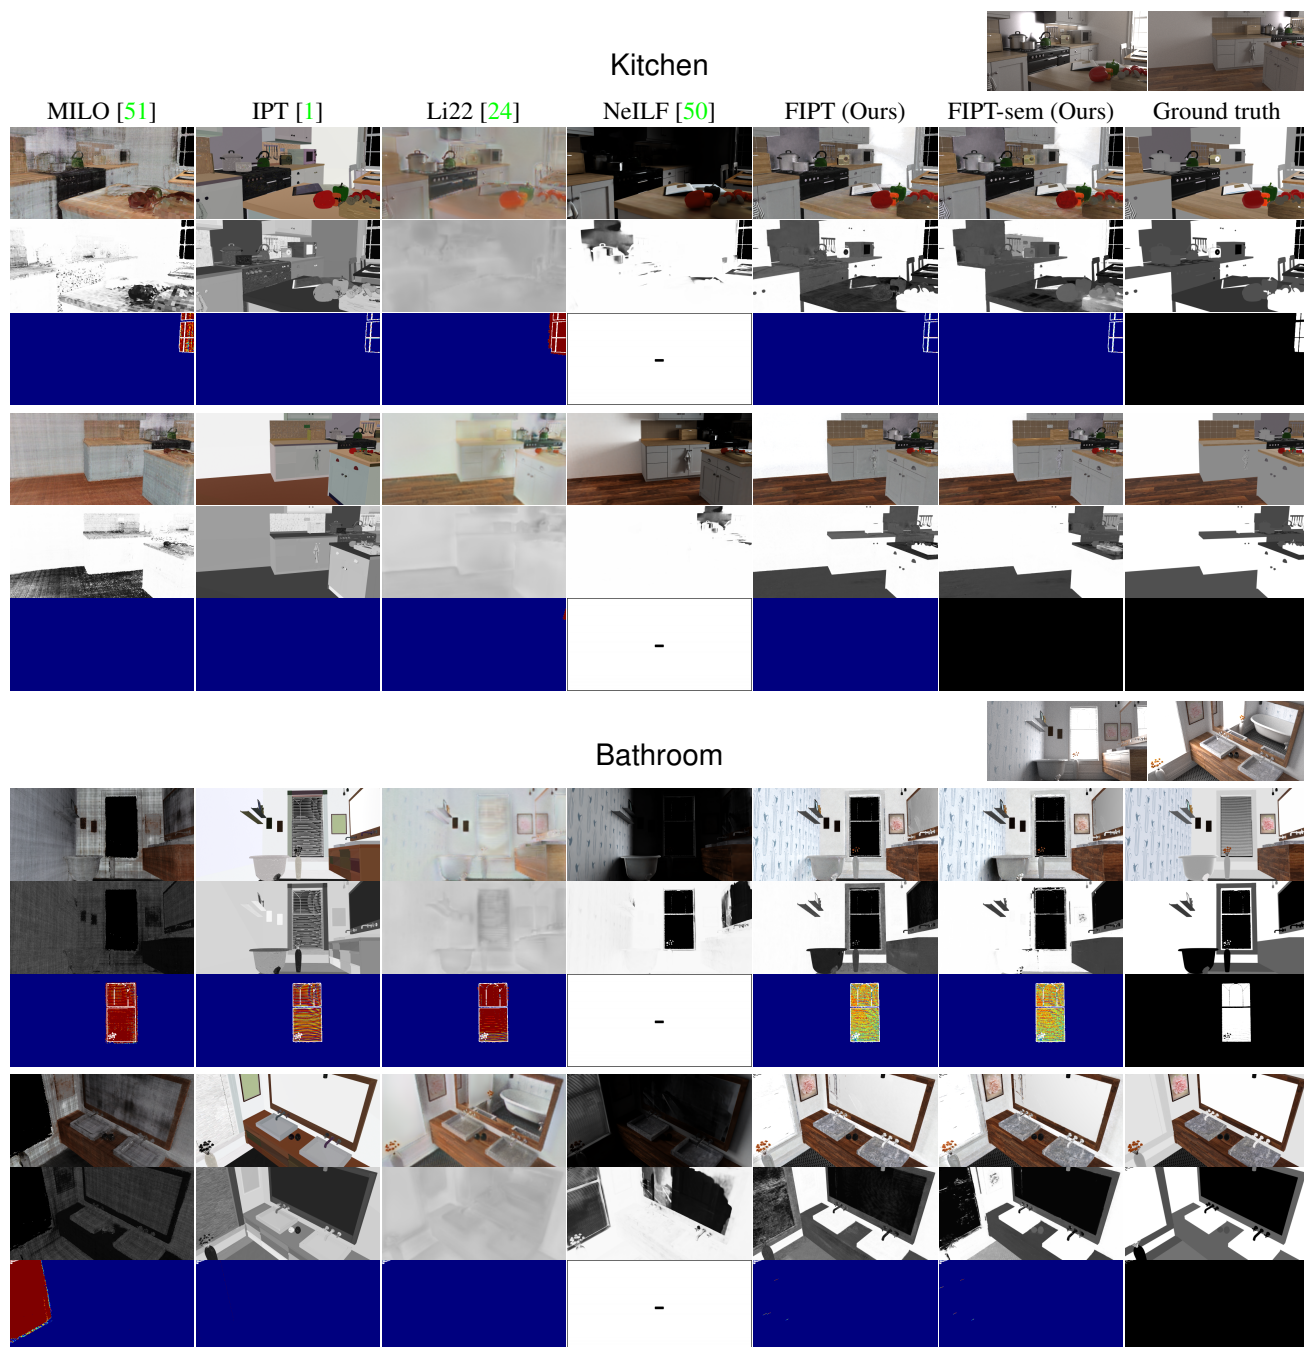 Kitchen
MILO [51] IPT [1] Li22 [24] NeILF [50] FIPT (Ours) FIPT-sem (Ours) Ground truth
-
-
Bathroom
-
-